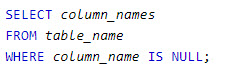 SELECT column_names
FROM table_name
WHERE column_name IS NULL;